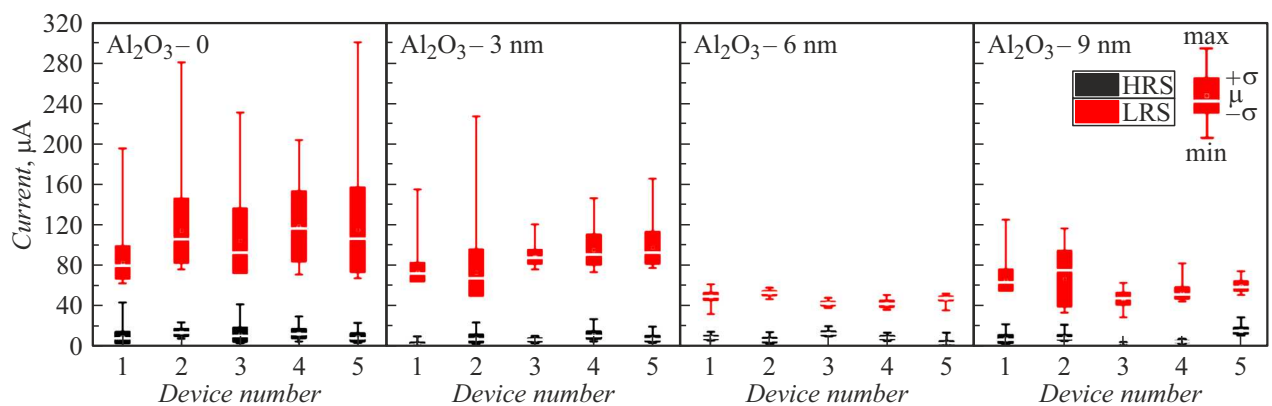 320
280
240
200
160
120
80
40
0
Current, μA
Al₂O₃– 0
Al₂O₃– 3 nm
Al₂O₃– 6 nm
Al₂O₃– 9 nm
HRS
LRS
max
+σ
μ
−σ
min
1 2 3 4 5
1 2 3 4 5
1 2 3 4 5
1 2 3 4 5
Device number
Device number
Device number
Device number